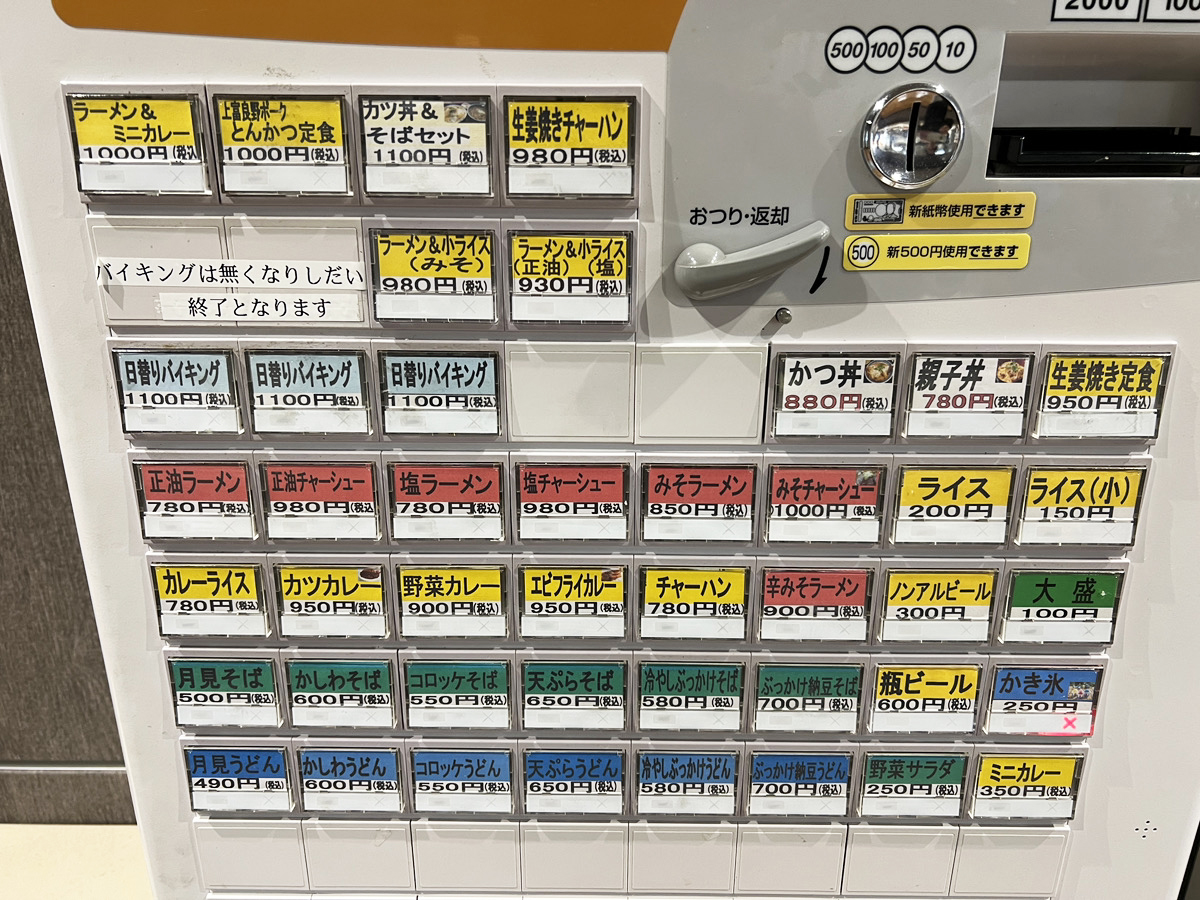 2000
500 100 50 10
新紙幣使用できます
おつり・返却
500 新500円使用できます
ラーメン&
ミニカレー
1000円(税込)
上富良野ポーク
とんかつ定食
1000円(税込)
カツ丼&
そばセット
1100円(税込)
生姜焼きチャーハン
980円(税込)
バイキングは無くなりしだい
終了となります
ラーメン&小ライス
(みそ)
980円(税込)
ラーメン&小ライス
(正油)(塩)
930円(税込)
日替りバイキング
1100円(税込)
日替りバイキング
1100円(税込)
日替りバイキング
1100円(税込)
かつ丼
880円(税込)
親子丼
780円(税込)
生姜焼き定食
950円(税込)
正油ラーメン
780円(税込)
正油チャーシュー
980円(税込)
塩ラーメン
780円(税込)
塩チャーシュー
980円(税込)
みそラーメン
850円(税込)
みそチャーシュー
1000円(税込)
ライス
200円(税込)
ライス(小)
150円(税込)
カレーライス
780円(税込)
カツカレー
950円(税込)
野菜カレー
900円(税込)
エビフライカレー
950円(税込)
チャーハン
780円(税込)
辛みそラーメン
900円(税込)
ノンアルビール
300円
大盛
100円(税込)
月見そば
500円(税込)
かしわそば
600円(税込)
コロッケそば
550円(税込)
天ぷらそば
650円(税込)
冷やしぶっかけそば
580円(税込)
ぶっかけ納豆そば
700円(税込)
瓶ビール
600円(税込)
かき氷
250円(税込)
×
月見うどん
490円(税込)
かしわうどん
600円(税込)
コロッケうどん
550円(税込)
天ぷらうどん
650円(税込)
冷やしぶっかけうどん
580円(税込)
ぶっかけ納豆うどん
700円(税込)
野菜サラダ
250円(税込)
ミニカレー
350円(税込)